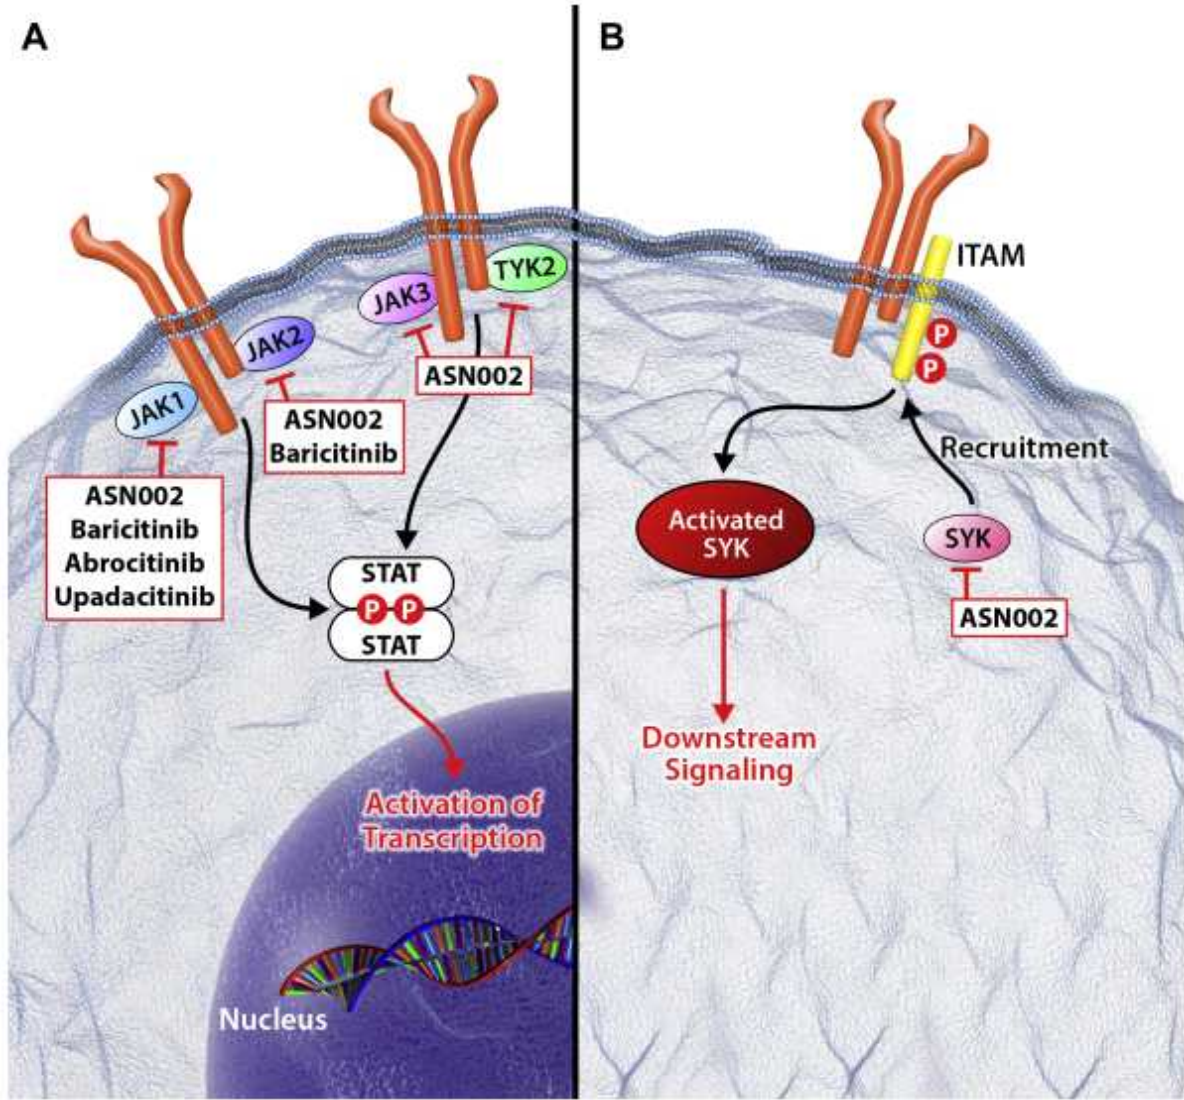 A
JAK3
TYK2
JAK1
JAK2
ASN002
ASN002
Baricitinib
ASN002
Baricitinib
Abrocitinib
Upadacitinib
STAT
P P
STAT
Activation of
Transcription
Nucleus
B
ITAM
P
P
Recruitment
Activated
SYK
SYK
ASN002
Downstream
Signaling